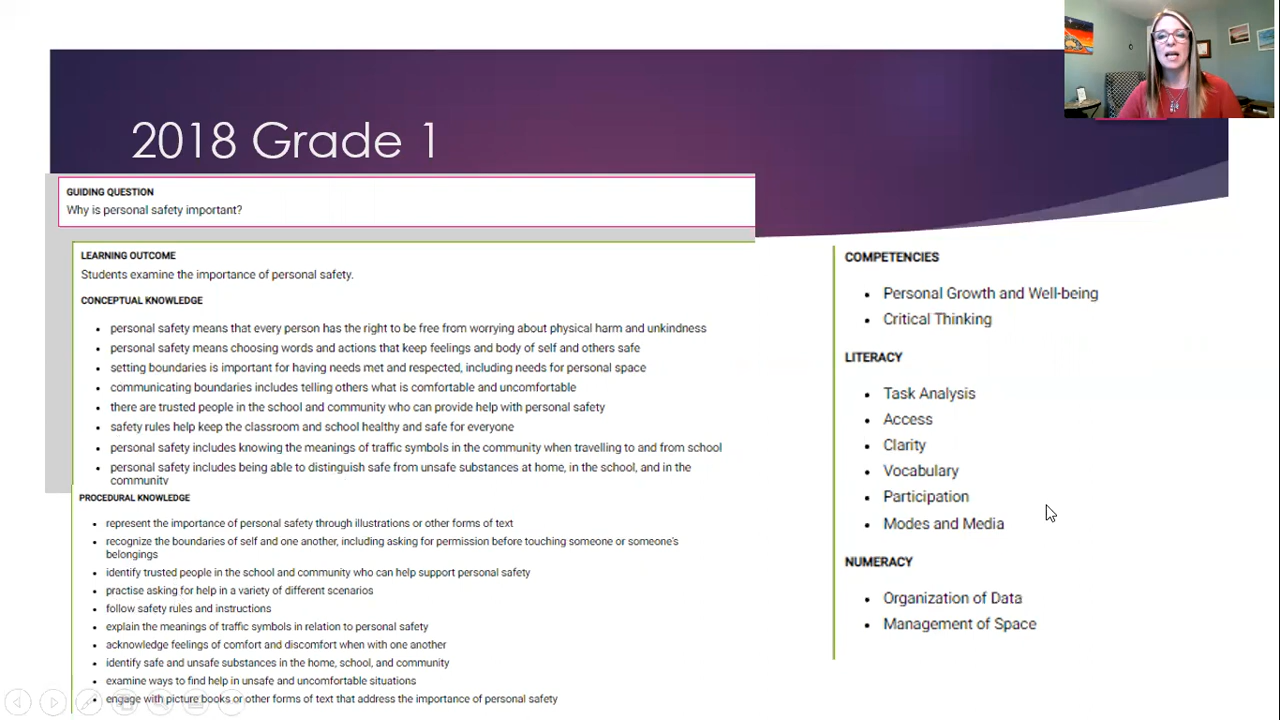 2018 Grade 1
GUIDING QUESTION
Why is personal safety important?
LEARNING OUTCOME
Students examine the importance of personal safety.
CONCEPTUAL KNOWLEDGE
• personal safety means that every person has the right to be free from worrying about physical harm and unkindness
• personal safety means choosing words and actions that keep feelings and body of self and others safe
• setting boundaries is important for having needs met and respected, including needs for personal space
• communicating boundaries includes telling others what is comfortable and uncomfortable
• there are trusted people in the school and community who can provide help with personal safety
• safety rules help keep the classroom and school healthy and safe for everyone
• personal safety includes knowing the meanings of traffic symbols in the community when travelling to and from school
• personal safety includes being able to distinguish safe from unsafe substances at home, in the school, and in the
community
PROCEDURAL KNOWLEDGE
• represent the importance of personal safety through illustrations or other forms of text
• recognize the boundaries of self and one another, including asking for permission before touching someone or someone's
belongings
• identify trusted people in the school and community who can help support personal safety
• practise asking for help in a variety of different scenarios
• follow safety rules and instructions
• explain the meanings of traffic symbols in relation to personal safety
• acknowledge feelings of comfort and discomfort when with one another
• identify safe and unsafe substances in the home, school, and community
• examine ways to find help in unsafe and uncomfortable situations
• engage with picture books or other forms of text that address the importance of personal safety
COMPETENCIES
• Personal Growth and Well-being
• Critical Thinking
LITERACY
• Task Analysis
• Access
• Clarity
• Vocabulary
• Participation
• Modes and Media
NUMERACY
• Organization of Data
• Management of Space